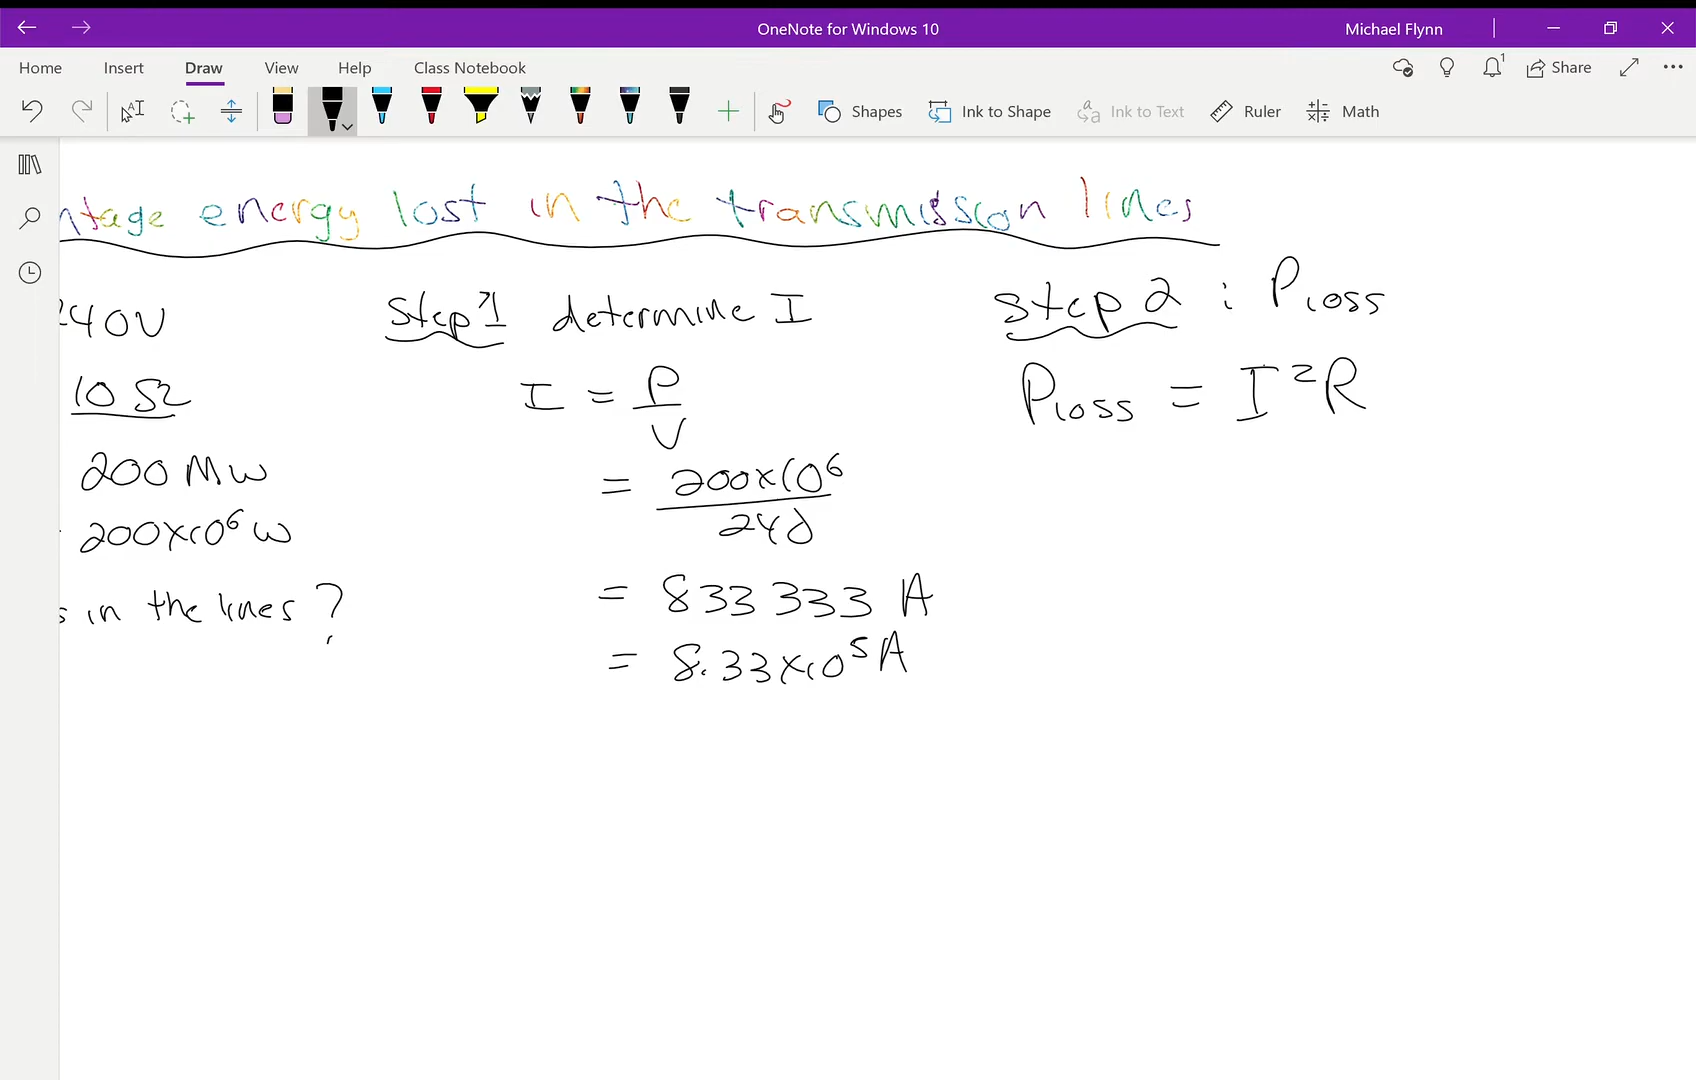 OneNote for Windows 10
Michael Flynn
Home Insert Draw View Help Class Notebook
1 Share
Shapes Ink to Shape Ink to Text Ruler Math
ntage energy lost in the transmission lines
240V
10 Ω
200 MW
200x10⁶ W
s in the lines ?
Step 1 determine I
I = P/V
= 200x10⁶/240
= 833 333 A
= 8.33x10⁵ A
step 2 : Ploss
Ploss = I²R